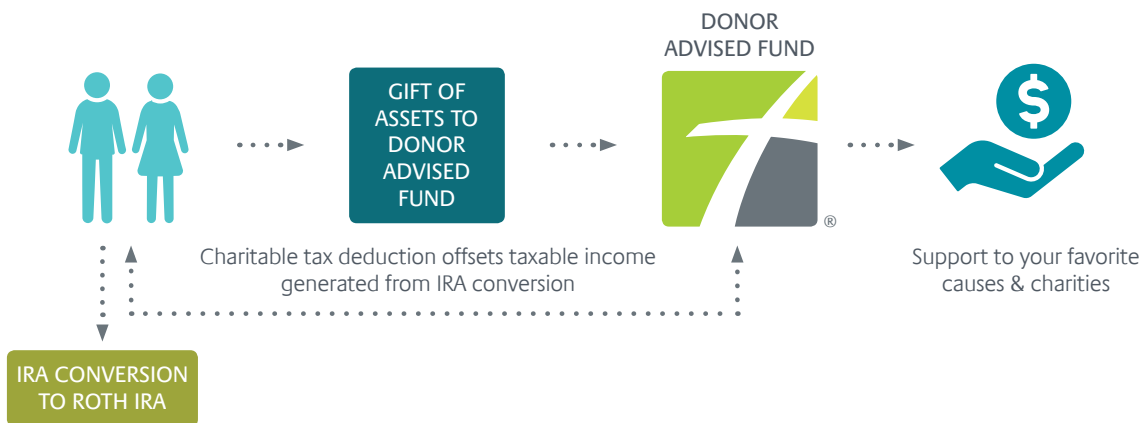 DONOR
ADVISED FUND
GIFT OF
ASSETS TO
DONOR
ADVISED
FUND
$
®
Charitable tax deduction offsets taxable income
generated from IRA conversion
Support to your favorite
causes & charities
IRA CONVERSION
TO ROTH IRA